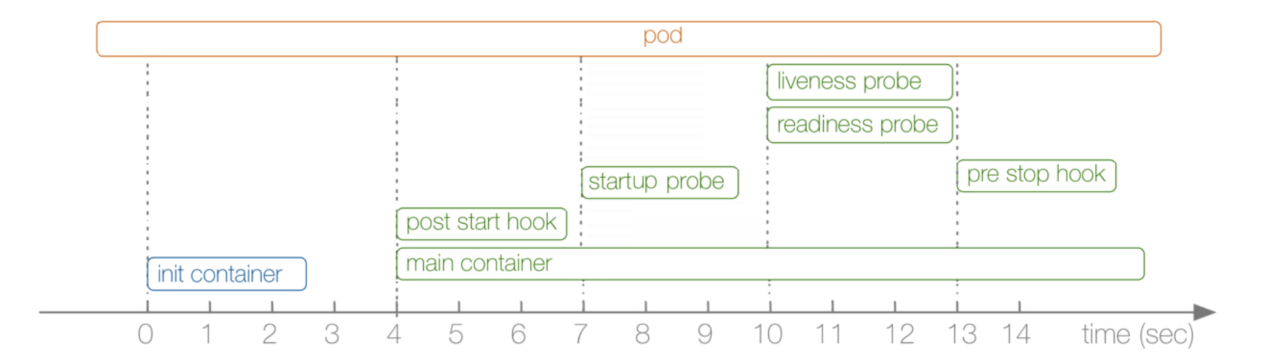 pod
liveness probe
readiness probe
pre stop hook
startup probe
post start hook
main container
init container
0 1 2 3 4 5 6 7 8 9 10 11 12 13 14 time (sec)